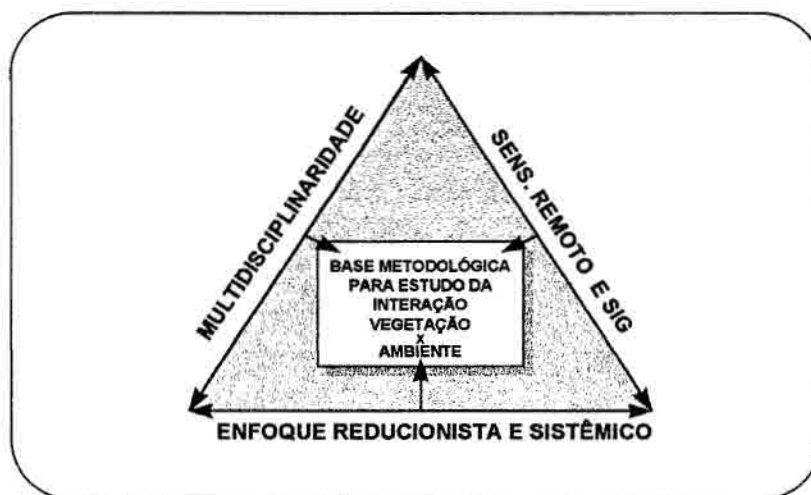 MULTIDISCIPLINARIDADE
SENS. REMOTO E SIG
BASE METODOLÓGICA
PARA ESTUDO DA
INTERAÇÃO
VEGETAÇÃO
X
AMBIENTE
ENFOQUE REDUCIONISTA E SISTÊMICO